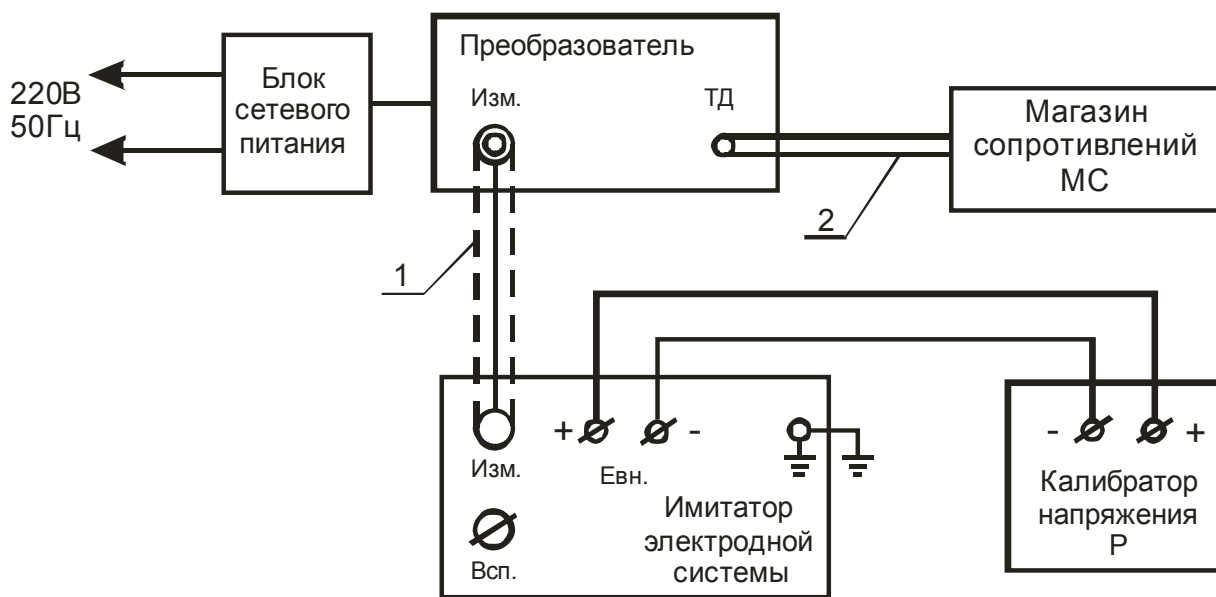 220В
50Гц
Блок
сетевого
питания
Преобразователь
Изм.
ТД
Магазин
сопротивлений
МС
1
2
+
-
Изм.
Евн.
Всп.
Имитатор
электродной
системы
-
+
Калибратор
напряжения
Р